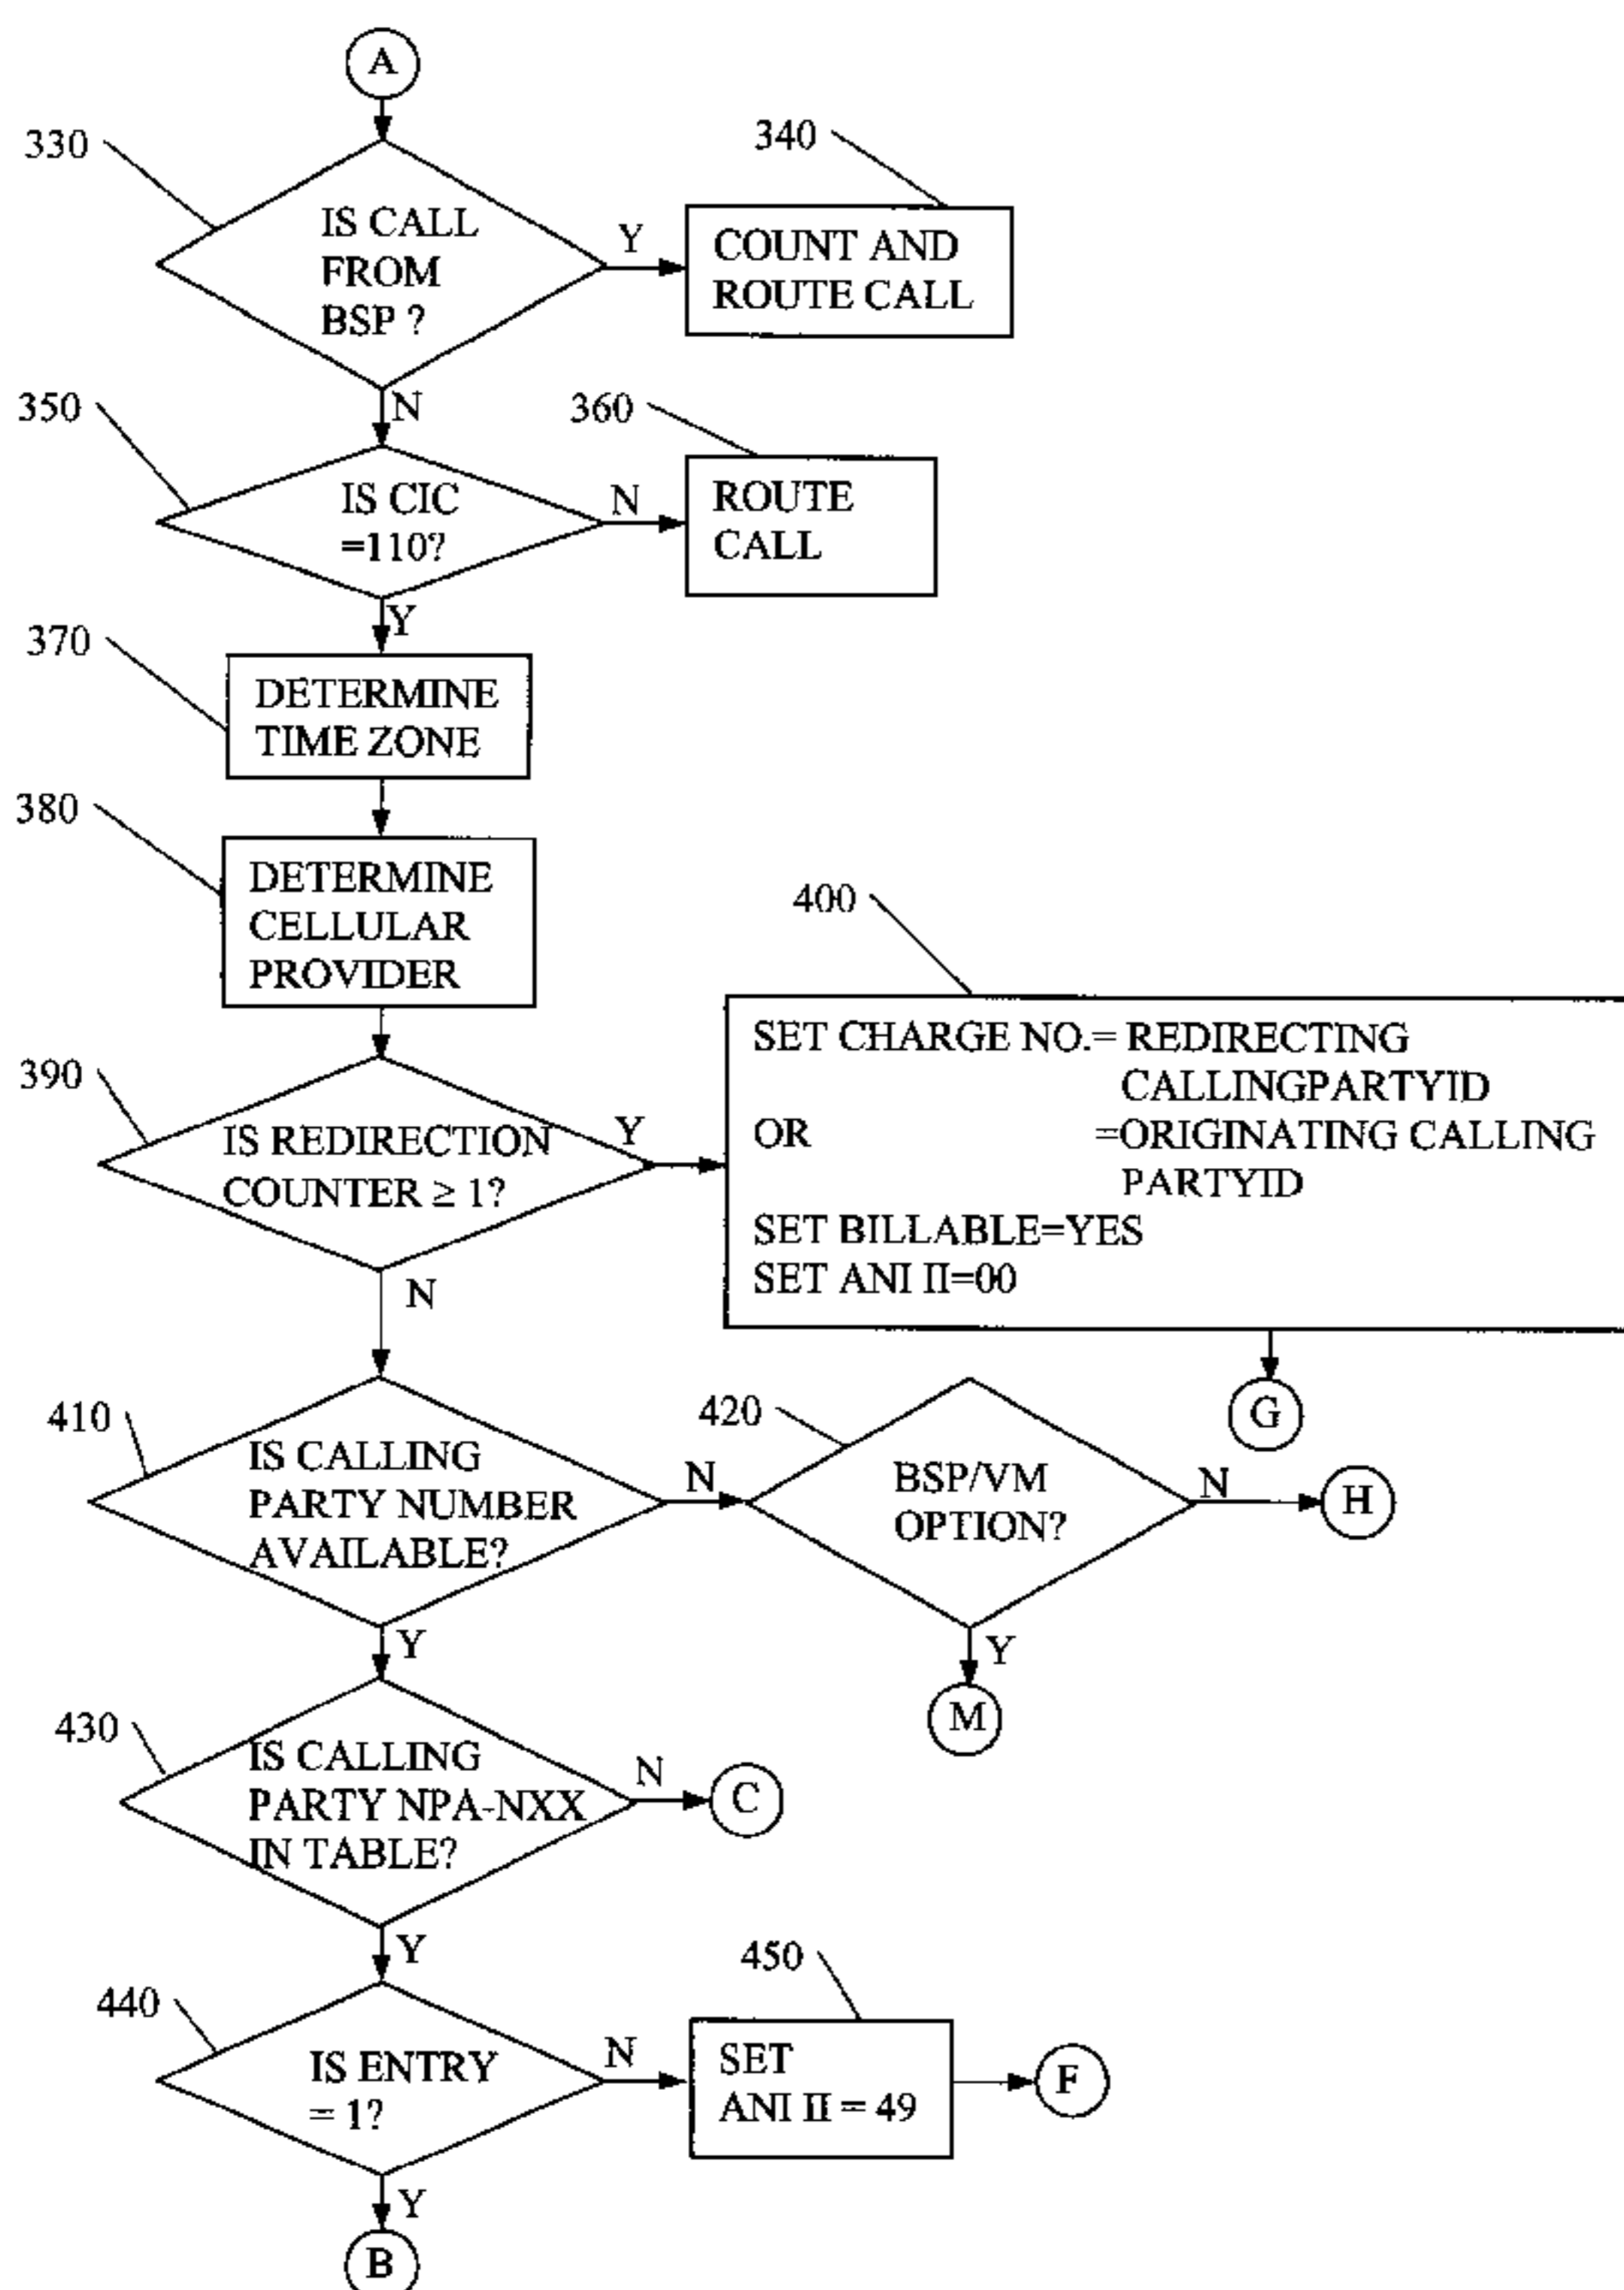 A
330
IS CALL
FROM
BSP ?
Y
340
COUNT AND
ROUTE CALL
N
350
IS CIC
=110?
N
360
ROUTE
CALL
Y
370
DETERMINE
TIME ZONE
380
DETERMINE
CELLULAR
PROVIDER
390
IS REDIRECTION
COUNTER ≥ 1?
Y
400
SET CHARGE NO.= REDIRECTING
CALLINGPARTYID
OR =ORIGINATING CALLING
PARTYID
SET BILLABLE=YES
SET ANI II=00
G
N
410
IS CALLING
PARTY NUMBER
AVAILABLE?
N
420
BSP/VM
OPTION?
N
H
Y
M
Y
430
IS CALLING
PARTY NPA-NXX
IN TABLE?
N
C
Y
440
IS ENTRY
= 1?
N
450
SET
ANI II = 49
F
Y
B